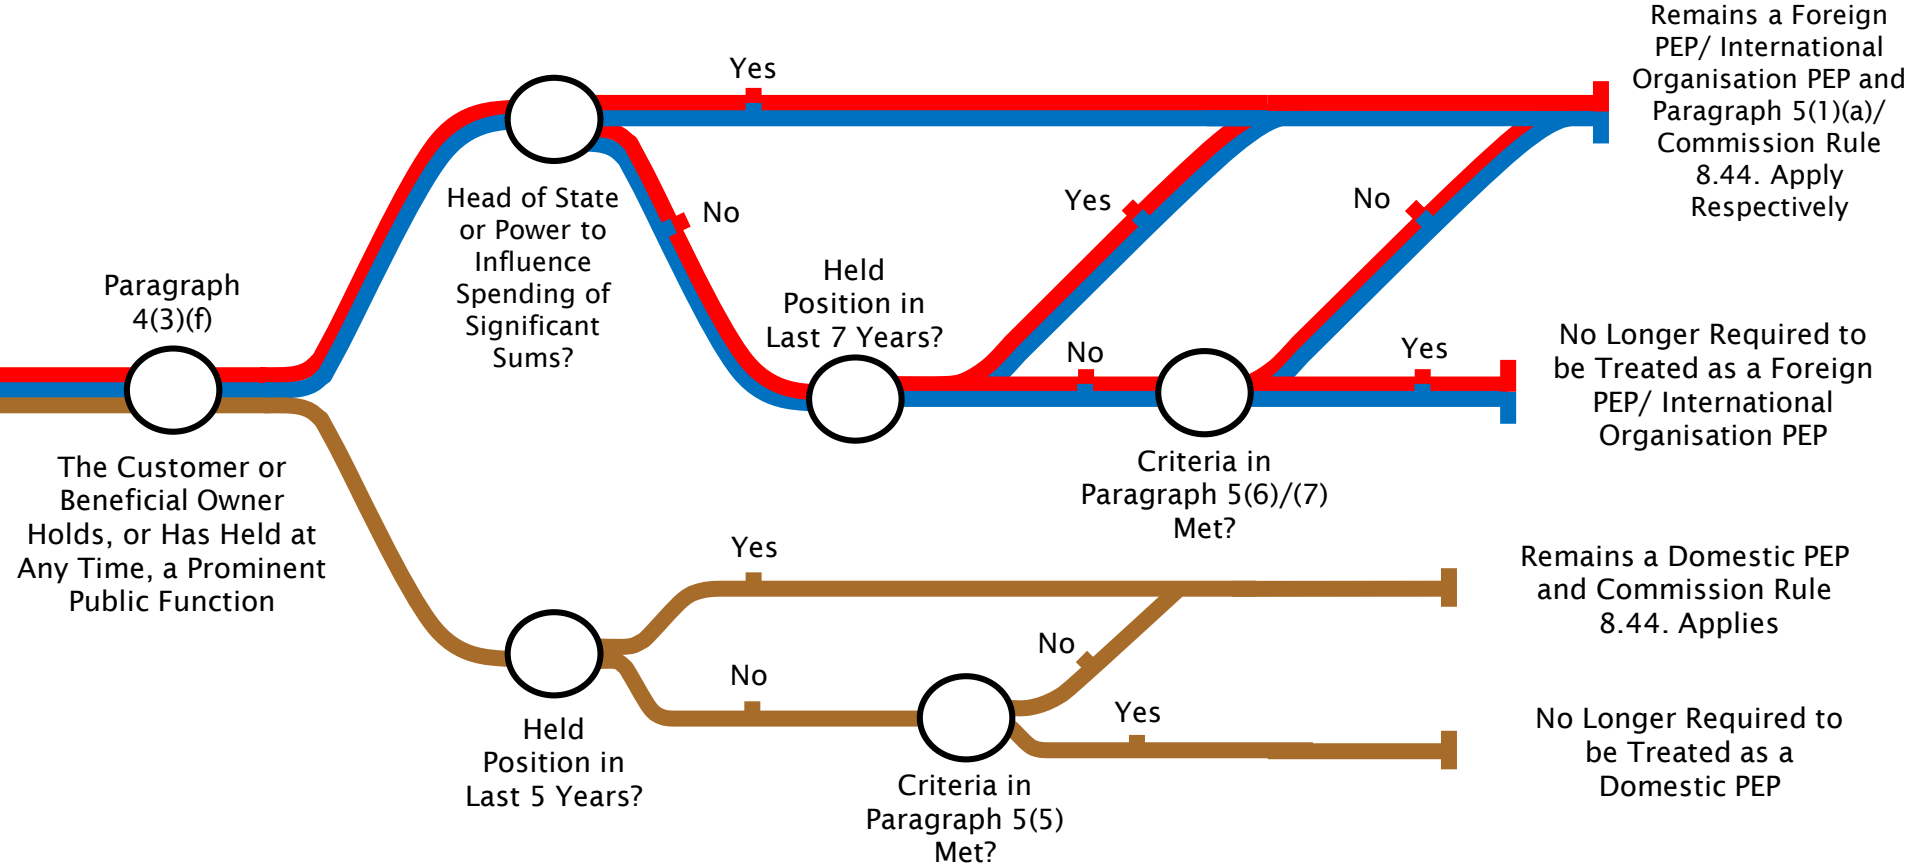 Remains a Foreign
PEP/ International
Organisation PEP and
Paragraph 5(1)(a)/
Commission Rule
8.44. Apply
Respectively
Yes
Head of State
or Power to
Influence
Spending of
Significant
Sums?
No
Yes
No
Paragraph
4(3)(f)
The Customer or
Beneficial Owner
Holds, or Has Held at
Any Time, a Prominent
Public Function
Held
Position in
Last 7 Years?
No
Criteria in
Paragraph 5(6)/(7)
Met?
Yes
No Longer Required to
be Treated as a Foreign
PEP/ International
Organisation PEP
Held
Position in
Last 5 Years?
Yes
No
Criteria in
Paragraph 5(5)
Met?
No
Yes
Remains a Domestic PEP
and Commission Rule
8.44. Applies
No Longer Required to
be Treated as a
Domestic PEP